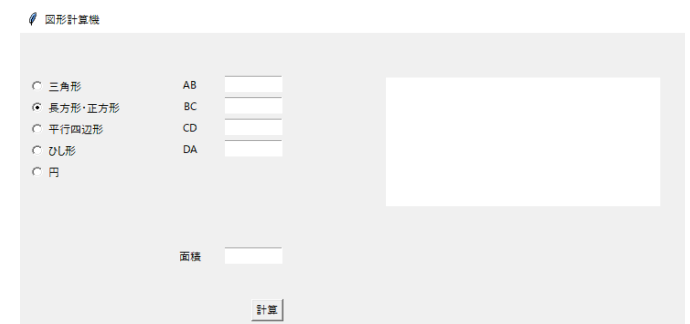 図形計算機
三角形 AB
長方形・正方形 BC
平行四辺形 CD
ひし形 DA
円
面積
計算